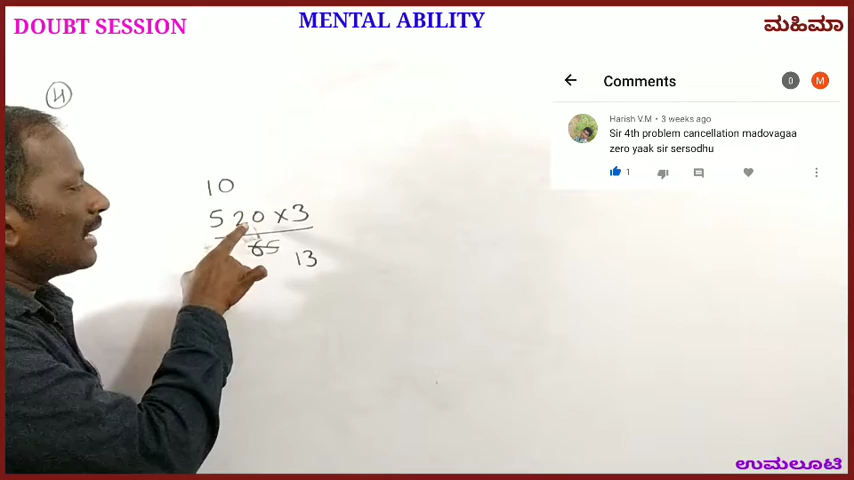 DOUBT SESSION
MENTAL ABILITY
ಮಹಿಮಾ
4
Comments
0
M
Harish V.M • 3 weeks ago
Sir 4th problem cancellation madovagaa
zero yaak sir sersodhu
1
10
520 × 3
65
13
ಉಮಲೂಟಿ